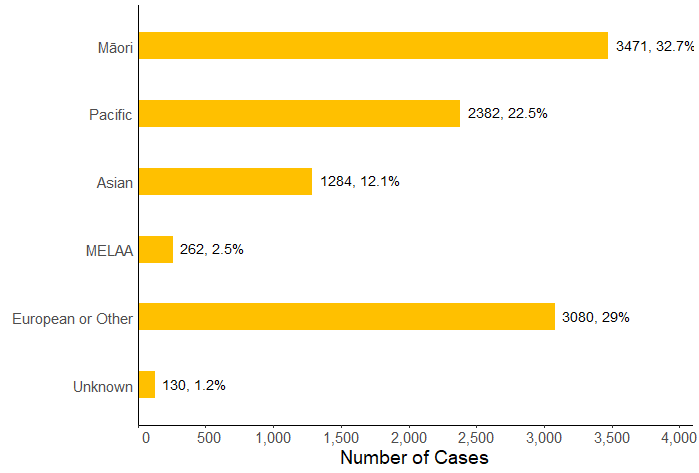 Māori 3471, 32.7%
Pacific 2382, 22.5%
Asian 1284, 12.1%
MELAA 262, 2.5%
European or Other 3080, 29%
Unknown 130, 1.2%
0 500 1,000 1,500 2,000 2,500 3,000 3,500 4,000
Number of Cases